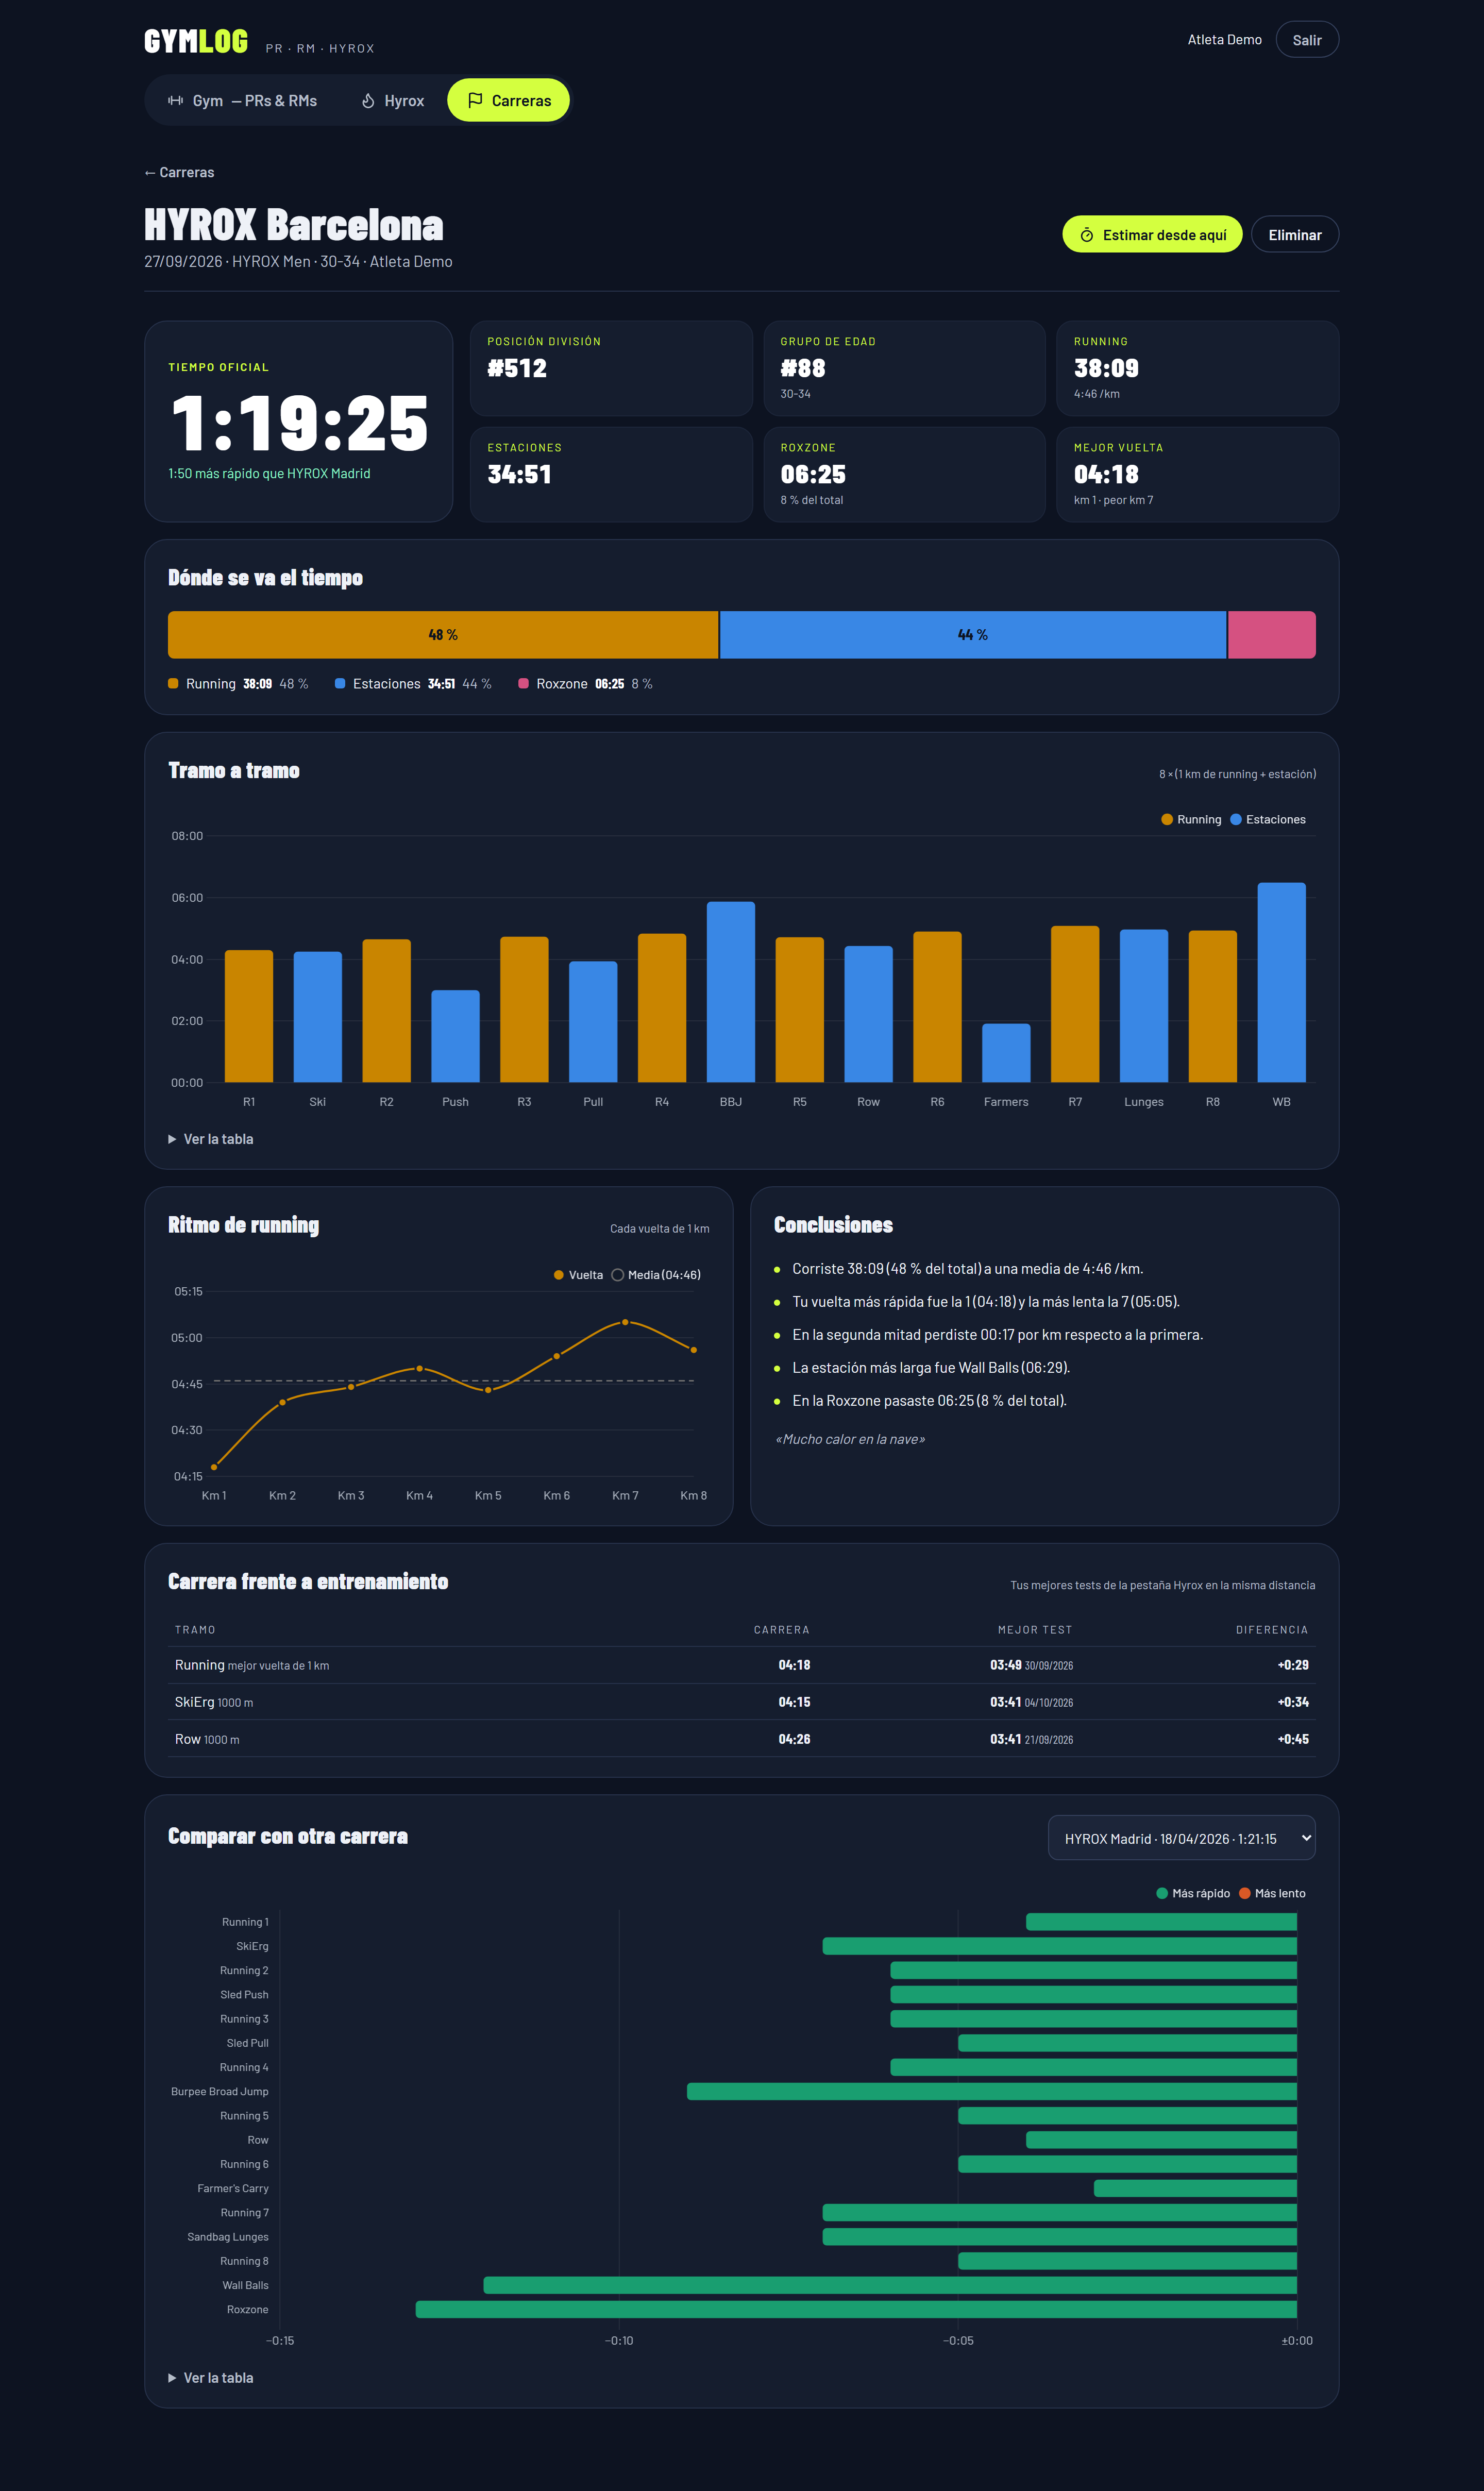 GYMLOG PR · RM · HYROX
Atleta Demo
Salir
Gym — PRs & RMs
Hyrox
Carreras
← Carreras
HYROX Barcelona
27/09/2026 · HYROX Men · 30-34 · Atleta Demo
Estimar desde aquí
Eliminar
TIEMPO OFICIAL
1:19:25
1:50 más rápido que HYROX Madrid
POSICIÓN DIVISIÓN
#512
GRUPO DE EDAD
#88
30-34
RUNNING
38:09
4:46 /km
ESTACIONES
34:51
ROXZONE
06:25
8 % del total
MEJOR VUELTA
04:18
km 1 · peor km 7
Dónde se va el tiempo
48 %
44 %
Running 38:09 48 %
Estaciones 34:51 44 %
Roxzone 06:25 8 %
Tramo a tramo
8 × (1 km de running + estación)
Running
Estaciones
08:00
06:00
04:00
02:00
00:00
R1
Ski
R2
Push
R3
Pull
R4
BBJ
R5
Row
R6
Farmers
R7
Lunges
R8
WB
▶ Ver la tabla
Ritmo de running
Cada vuelta de 1 km
Vuelta
Media (04:46)
05:15
05:00
04:45
04:30
04:15
Km 1
Km 2
Km 3
Km 4
Km 5
Km 6
Km 7
Km 8
Conclusiones
Corriste 38:09 (48 % del total) a una media de 4:46 /km.
Tu vuelta más rápida fue la 1 (04:18) y la más lenta la 7 (05:05).
En la segunda mitad perdiste 00:17 por km respecto a la primera.
La estación más larga fue Wall Balls (06:29).
En la Roxzone pasaste 06:25 (8 % del total).
«Mucho calor en la nave»
Carrera frente a entrenamiento
Tus mejores tests de la pestaña Hyrox en la misma distancia
TRAMO CARRERA MEJOR TEST DIFERENCIA
Running mejor vuelta de 1 km 04:18 03:49 30/09/2026 +0:29
SkiErg 1000 m 04:15 03:41 04/10/2026 +0:34
Row 1000 m 04:26 03:41 21/09/2026 +0:45
Comparar con otra carrera
HYROX Madrid · 18/04/2026 · 1:21:15
Más rápido
Más lento
Running 1
SkiErg
Running 2
Sled Push
Running 3
Sled Pull
Running 4
Burpee Broad Jump
Running 5
Row
Running 6
Farmer's Carry
Running 7
Sandbag Lunges
Running 8
Wall Balls
Roxzone
−0:15
−0:10
−0:05
±0:00
▶ Ver la tabla